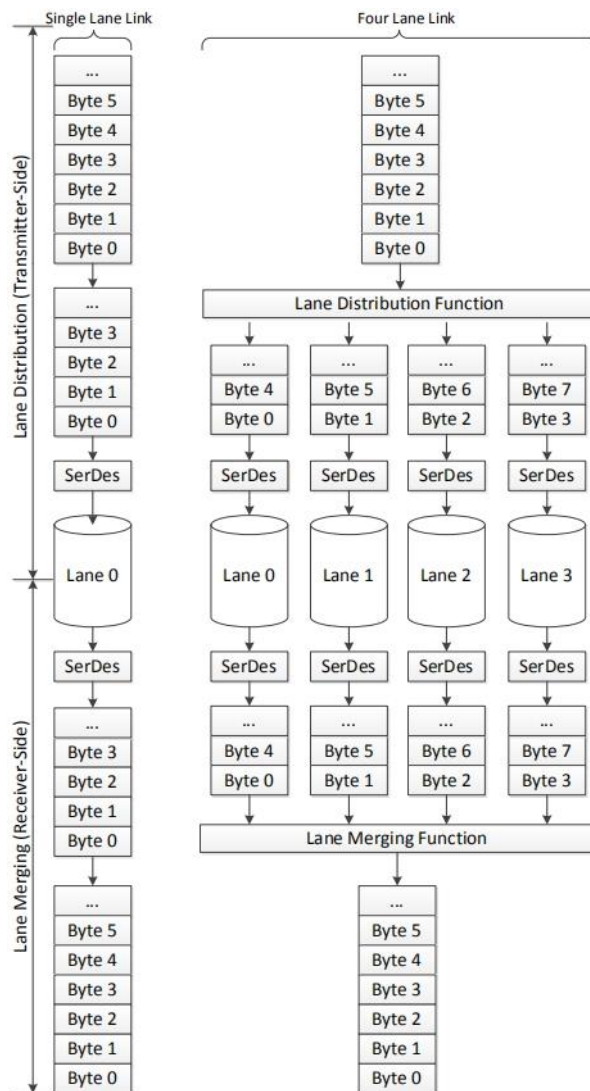 Single Lane Link
Four Lane Link
Lane Distribution (Transmitter-Side)
Lane Merging (Receiver-Side)
...
Byte 5
Byte 4
Byte 3
Byte 2
Byte 1
Byte 0
...
Byte 3
Byte 2
Byte 1
Byte 0
SerDes
Lane 0
SerDes
...
Byte 3
Byte 2
Byte 1
Byte 0
...
Byte 5
Byte 4
Byte 3
Byte 2
Byte 1
Byte 0
...
Byte 5
Byte 4
Byte 3
Byte 2
Byte 1
Byte 0
Lane Distribution Function
... ... ... ...
Byte 4 Byte 5 Byte 6 Byte 7
Byte 0 Byte 1 Byte 2 Byte 3
SerDes SerDes SerDes SerDes
Lane 0 Lane 1 Lane 2 Lane 3
SerDes SerDes SerDes SerDes
... ... ... ...
Byte 4 Byte 5 Byte 6 Byte 7
Byte 0 Byte 1 Byte 2 Byte 3
Lane Merging Function
...
Byte 5
Byte 4
Byte 3
Byte 2
Byte 1
Byte 0